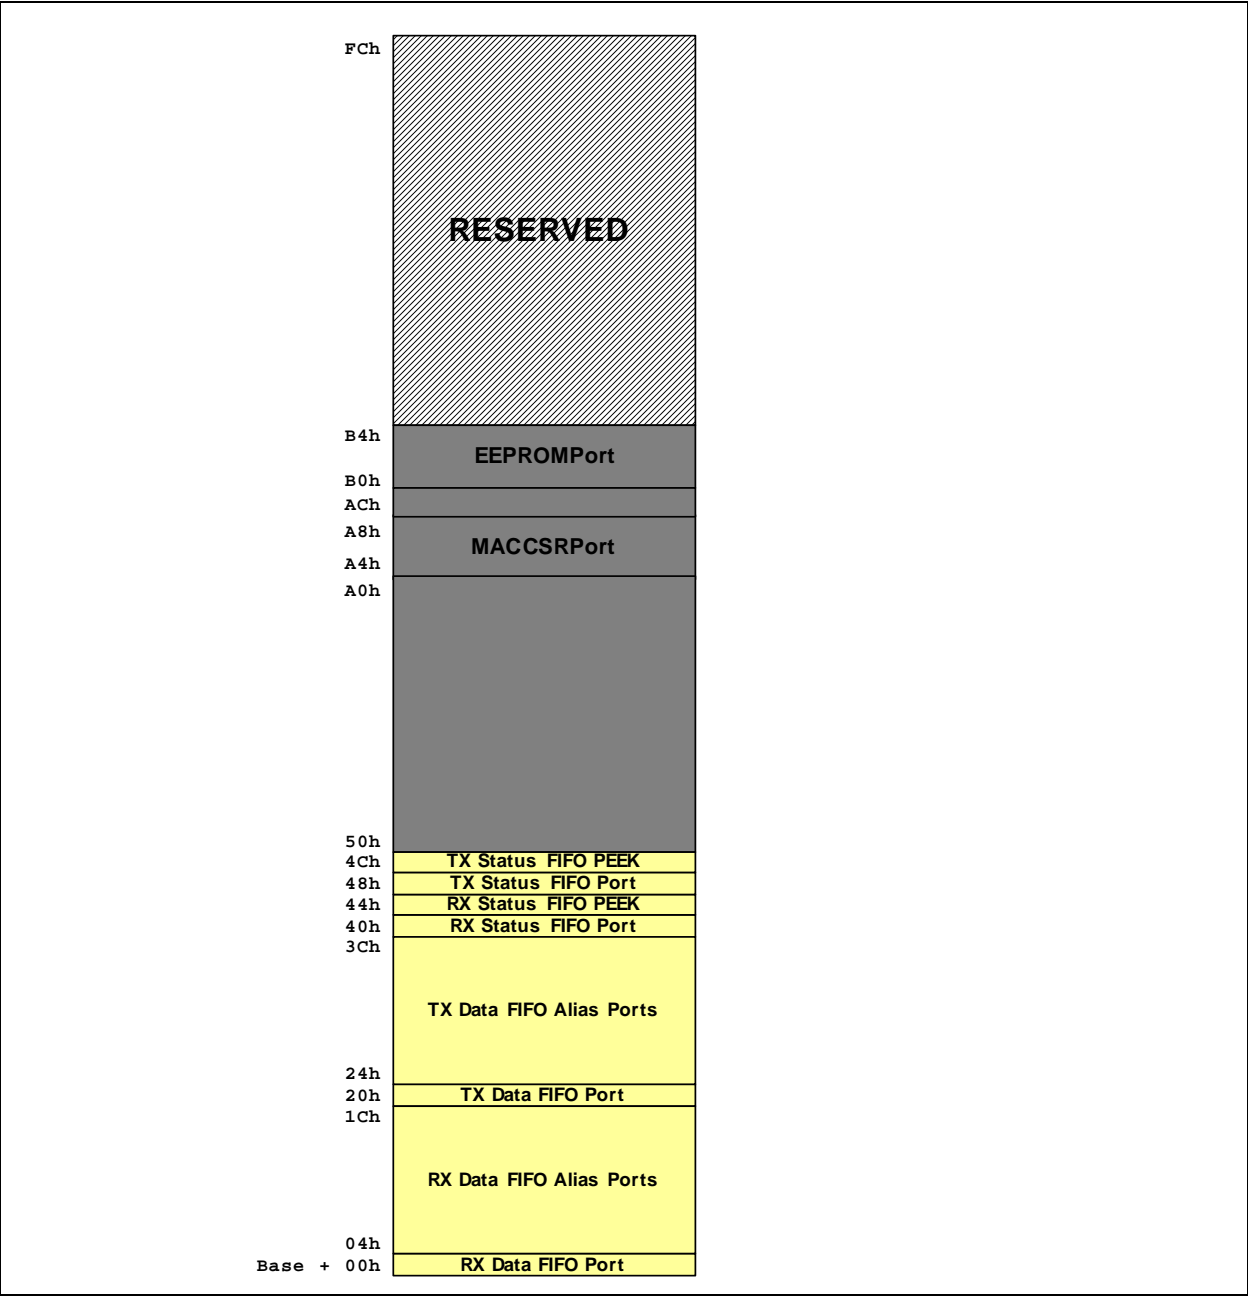 FCh
RESERVED
B4h
EEPROMPort
B0h
ACh
A8h
MACCSRPort
A4h
A0h
50h
4Ch TX Status FIFO PEEK
48h TX Status FIFO Port
44h RX Status FIFO PEEK
40h RX Status FIFO Port
3Ch
TX Data FIFO Alias Ports
24h
20h TX Data FIFO Port
1Ch
RX Data FIFO Alias Ports
04h
Base + 00h RX Data FIFO Port